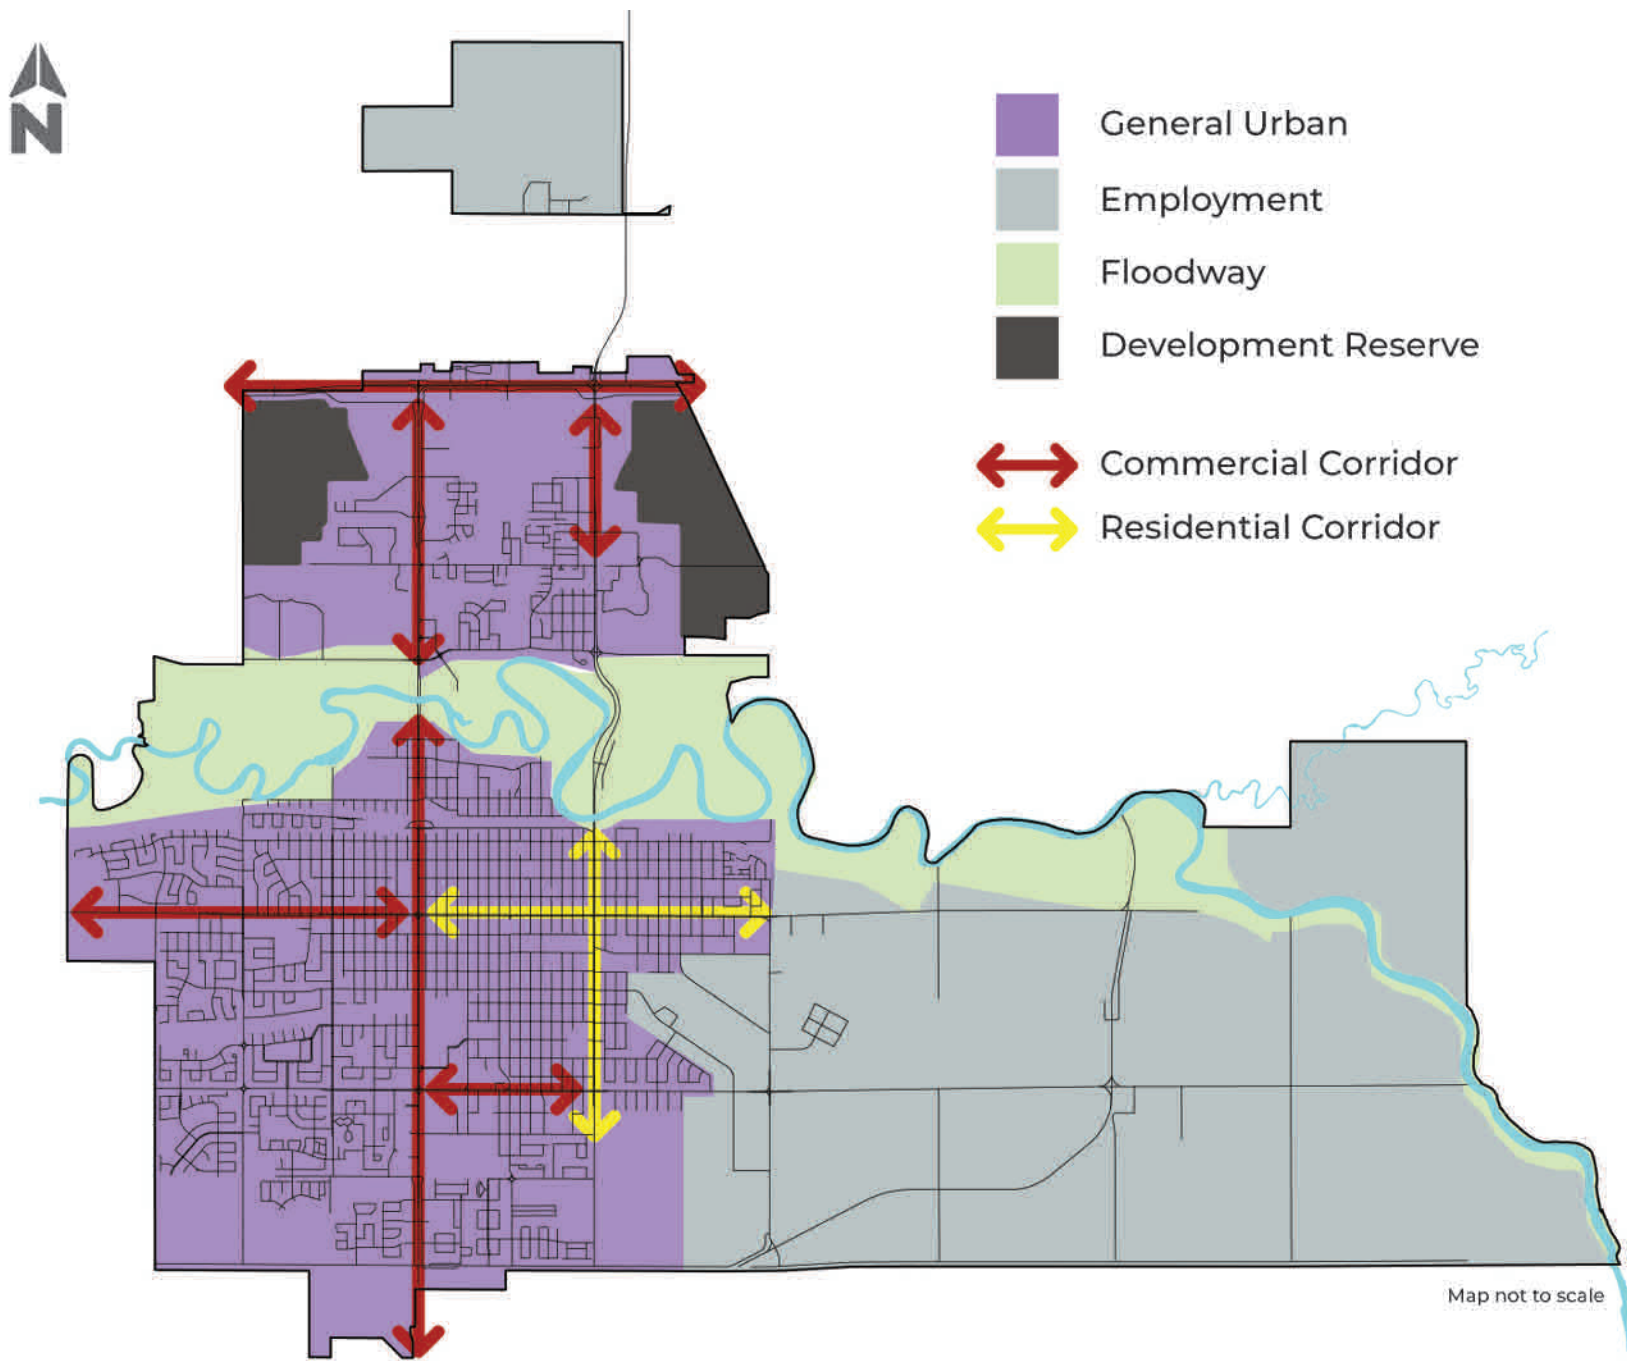 N
General Urban
Employment
Floodway
Development Reserve
Commercial Corridor
Residential Corridor
Map not to scale